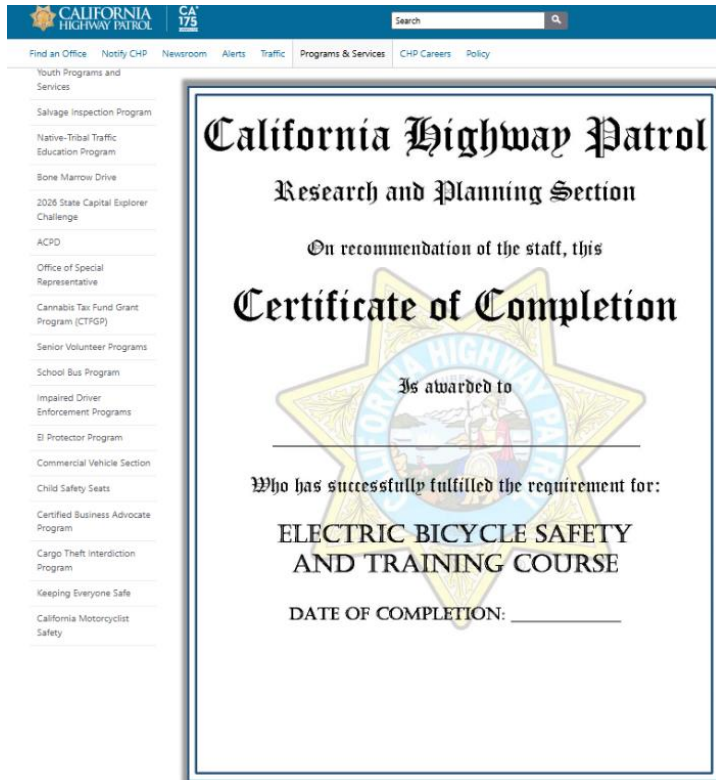 CALIFORNIA
HIGHWAY PATROL
CA
175
Search
Find an Office Notify CHP Newsroom Alerts Traffic Programs & Services CHP Careers Policy
Youth Programs and
Services
Salvage Inspection Program
Native-Tribal Traffic
Education Program
Bone Marrow Drive
2026 State Capital Explorer
Challenge
ACPD
Office of Special
Representative
Cannabis Tax Fund Grant
Program (CTFGP)
Senior Volunteer Programs
School Bus Program
Impaired Driver
Enforcement Programs
El Protector Program
Commercial Vehicle Section
Child Safety Seats
Certified Business Advocate
Program
Cargo Theft Interdiction
Program
Keeping Everyone Safe
California Motorcyclist
Safety
California Highway Patrol
Research and Planning Section
On recommendation of the staff, this
Certificate of Completion
Is awarded to
Who has successfully fulfilled the requirement for:
ELECTRIC BICYCLE SAFETY
AND TRAINING COURSE
DATE OF COMPLETION:
CALIFORNIA HIGHWAY PATROL